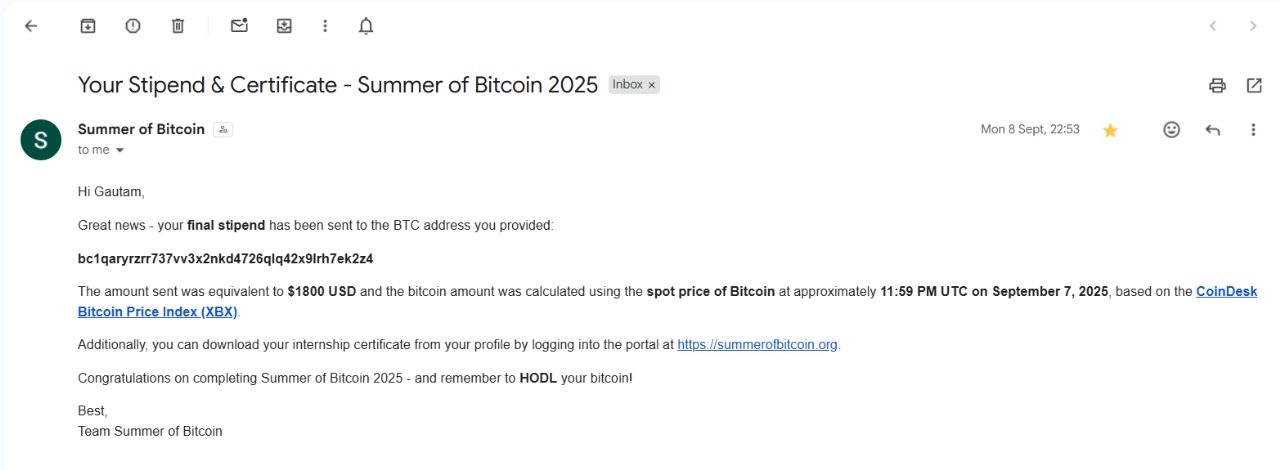 Your Stipend & Certificate - Summer of Bitcoin 2025 Inbox ×
S
Summer of Bitcoin
Mon 8 Sept, 22:53
to me
Hi Gautam,
Great news - your final stipend has been sent to the BTC address you provided:
bc1qaryrzrr737vv3x2nkd4726qlq42x9lrh7ek2z4
The amount sent was equivalent to $1800 USD and the bitcoin amount was calculated using the spot price of Bitcoin at approximately 11:59 PM UTC on September 7, 2025, based on the CoinDesk
Bitcoin Price Index (XBX).
Additionally, you can download your internship certificate from your profile by logging into the portal at https://summerofbitcoin.org.
Congratulations on completing Summer of Bitcoin 2025 - and remember to HODL your bitcoin!
Best,
Team Summer of Bitcoin